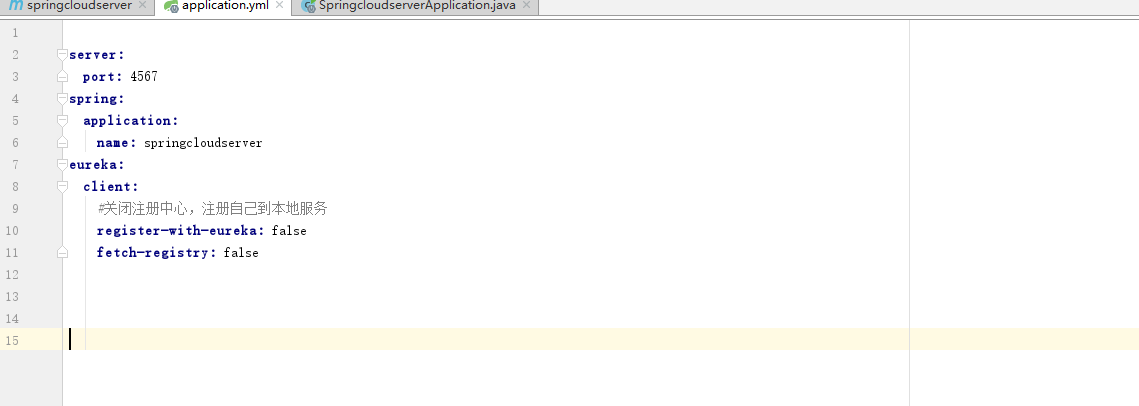 springcloudserver application.yml SpringcloudserverApplication.java
1
2 server:
3 port: 4567
4 spring:
5 application:
6 name: springcloudserver
7 eureka:
8 client:
9 #关闭注册中心，注册自己到本地服务
10 register-with-eureka: false
11 fetch-registry: false
12
13
14
15